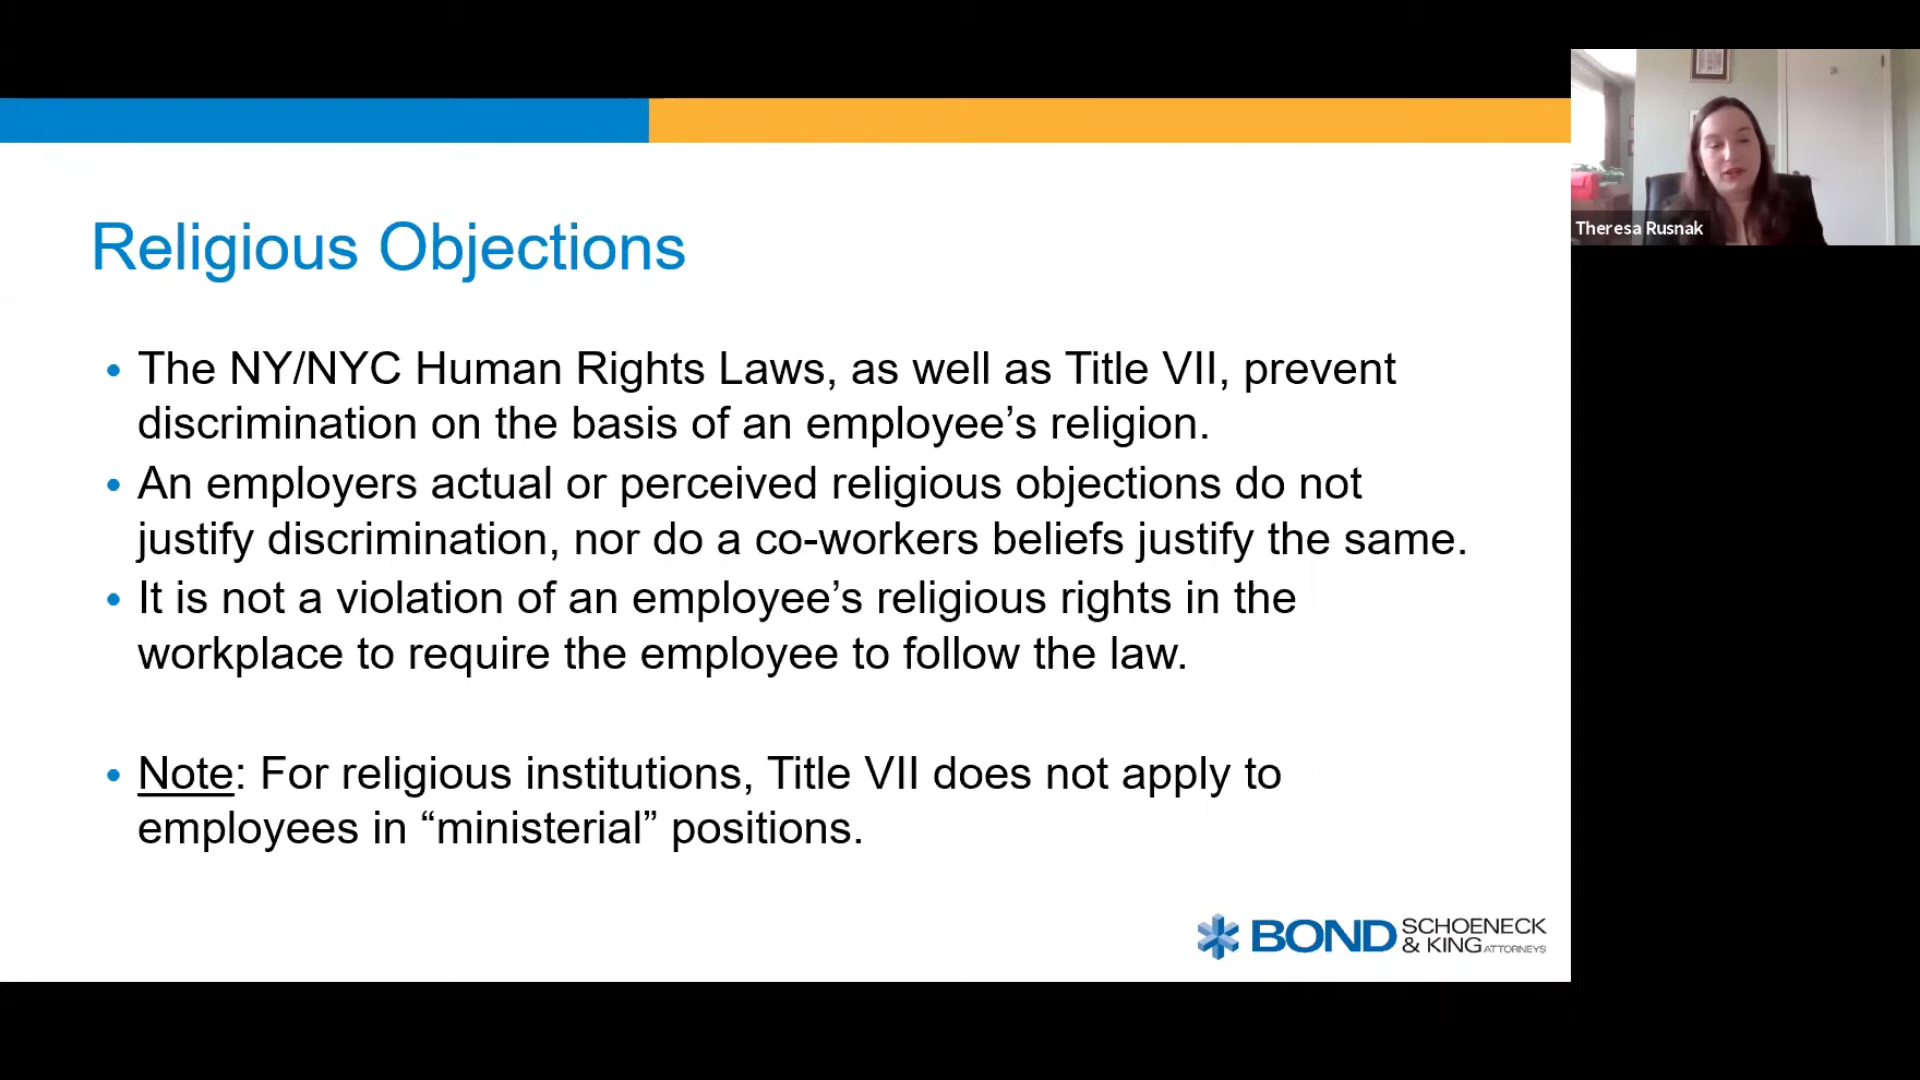 Religious Objections
• The NY/NYC Human Rights Laws, as well as Title VII, prevent
discrimination on the basis of an employee’s religion.
• An employers actual or perceived religious objections do not
justify discrimination, nor do a co-workers beliefs justify the same.
• It is not a violation of an employee’s religious rights in the
workplace to require the employee to follow the law.
• Note: For religious institutions, Title VII does not apply to
employees in “ministerial” positions.
BOND SCHOENECK
& KING ATTORNEYS
Theresa Rusnak